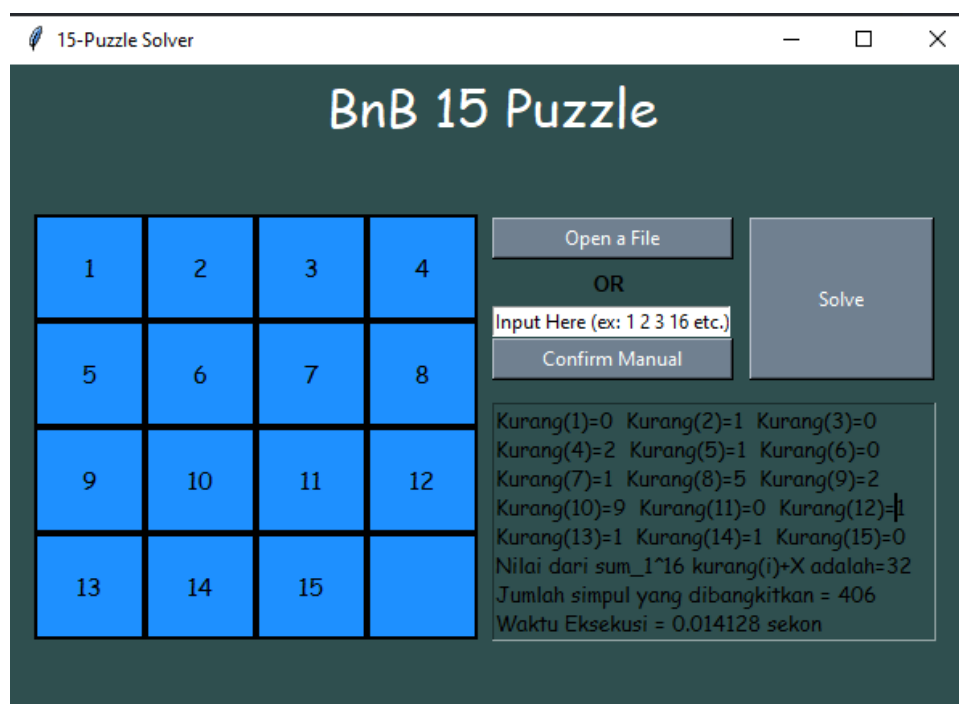 15-Puzzle Solver
BnB 15 Puzzle
1 2 3 4
5 6 7 8
9 10 11 12
13 14 15
Open a File
OR
Input Here (ex: 1 2 3 16 etc.)
Confirm Manual
Solve
Kurang(1)=0 Kurang(2)=1 Kurang(3)=0
Kurang(4)=2 Kurang(5)=1 Kurang(6)=0
Kurang(7)=1 Kurang(8)=5 Kurang(9)=2
Kurang(10)=9 Kurang(11)=0 Kurang(12)=1
Kurang(13)=1 Kurang(14)=1 Kurang(15)=0
Nilai dari sum_1^16 kurang(i)+X adalah=32
Jumlah simpul yang dibangkitkan = 406
Waktu Eksekusi = 0.014128 sekon